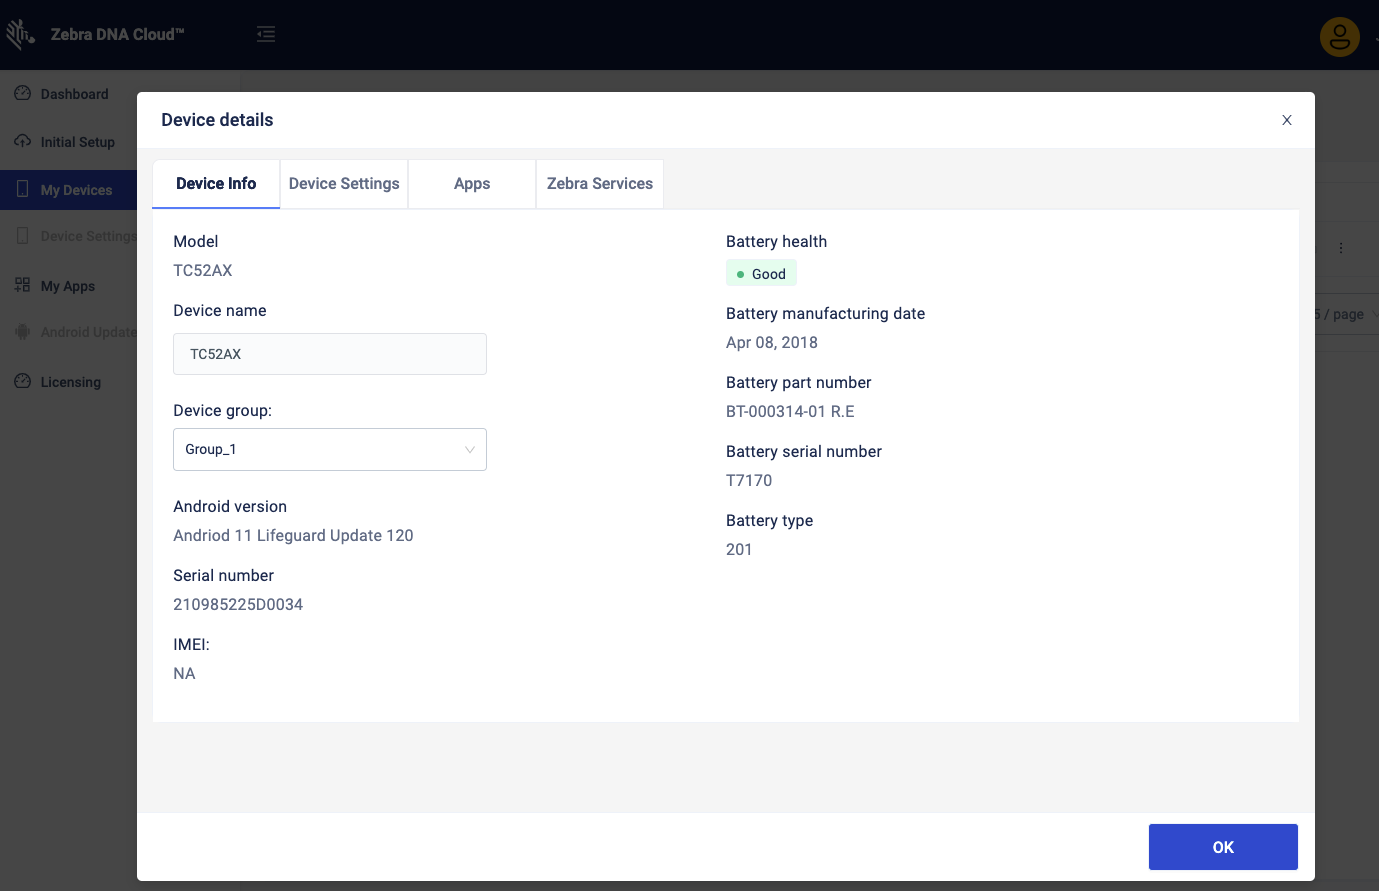 Zebra DNA Cloud™
Dashboard
Initial Setup
My Devices
Device Settings
My Apps
Android Update
Licensing
Device details
X
Device Info
Device Settings
Apps
Zebra Services
Model
TC52AX
Device name
TC52AX
Device group:
Group_1
Android version
Andriod 11 Lifeguard Update 120
Serial number
210985225D0034
IMEI:
NA
Battery health
Good
Battery manufacturing date
Apr 08, 2018
Battery part number
BT-000314-01 R.E
Battery serial number
T7170
Battery type
201
5 / page
OK